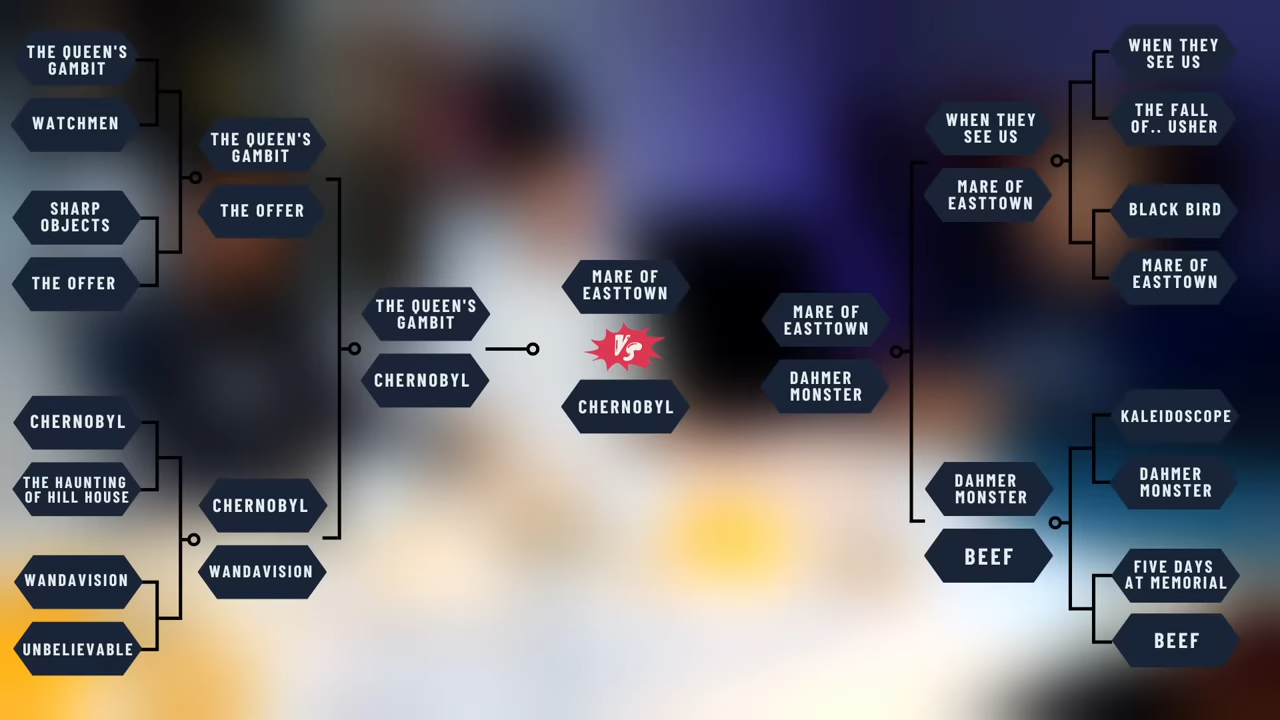 THE QUEEN'S
GAMBIT
WATCHMEN
SHARP
OBJECTS
THE OFFER
CHERNOBYL
THE HAUNTING
OF HILL HOUSE
WANDAVISION
UNBELIEVABLE
THE QUEEN'S
GAMBIT
THE OFFER
CHERNOBYL
WANDAVISION
THE QUEEN'S
GAMBIT
CHERNOBYL
MARE OF
EASTTOWN
VS
CHERNOBYL
MARE OF
EASTTOWN
DAHMER
MONSTER
WHEN THEY
SEE US
MARE OF
EASTTOWN
DAHMER
MONSTER
BEEF
WHEN THEY
SEE US
THE FALL
OF.. USHER
BLACK BIRD
MARE OF
EASTTOWN
KALEIDOSCOPE
DAHMER
MONSTER
FIVE DAYS
AT MEMORIAL
BEEF